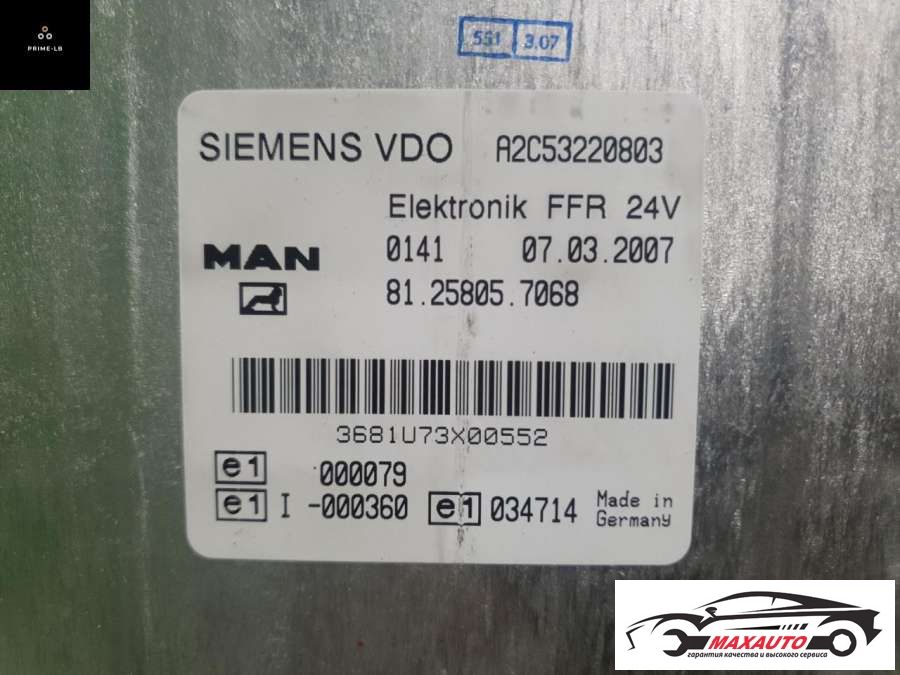 PRIME-LB
551 3.07
SIEMENS VDO A2C53220803
Elektronik FFR 24V
MAN 0141 07.03.2007
81.25805.7068
3681U73X00552
e1 000079
e1 I -000360 e1 034714 Made in
Germany
MAXAUTO
гарантия качества и высокого сервиса